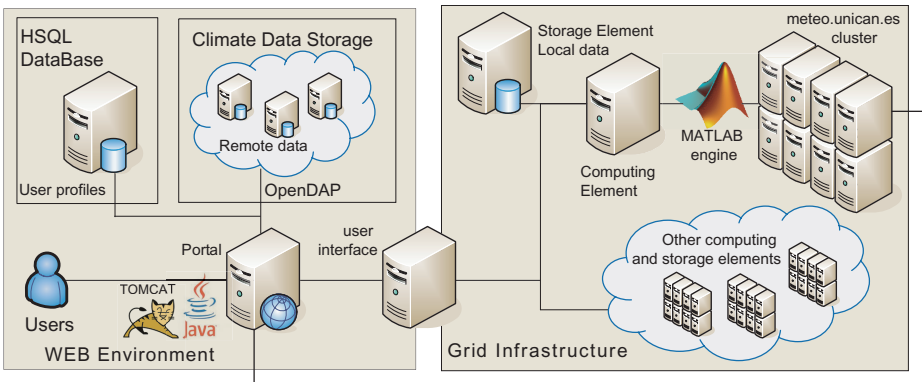 HSQL
DataBase
User profiles
Climate Data Storage
Remote data
OpenDAP
Portal
user
interface
Users
TOMCAT
Java
WEB Environment
Storage Element
Local data
Computing
Element
MATLAB
engine
meteo.unican.es
cluster
Other computing
and storage elements
Grid Infrastructure